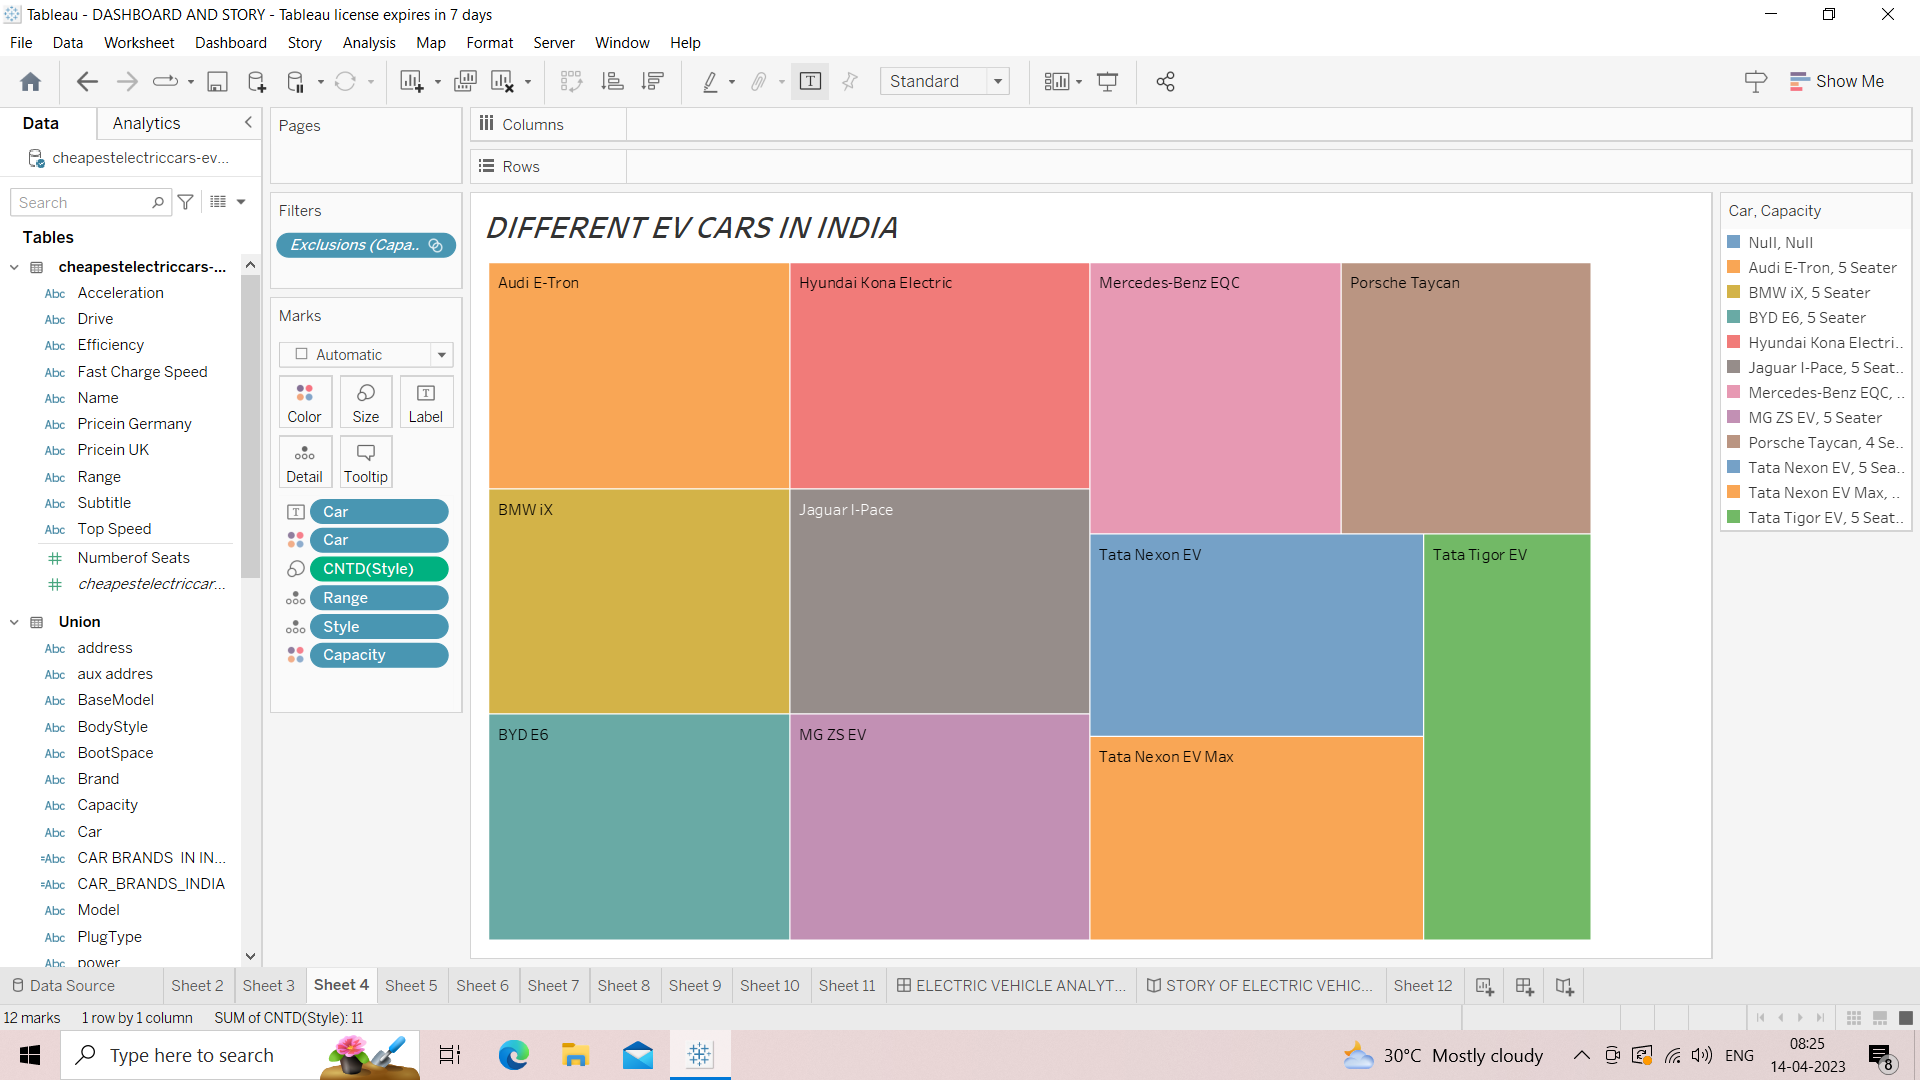 Tableau - DASHBOARD AND STORY - Tableau license expires in 7 days
File Data Worksheet Dashboard Story Analysis Map Format Server Window Help
Standard
Show Me
Data Analytics
cheapestelectriccars-ev...
Search
Tables
cheapestelectriccars-...
Abc Acceleration
Abc Drive
Abc Efficiency
Abc Fast Charge Speed
Abc Name
Abc Pricein Germany
Abc Pricein UK
Abc Range
Abc Subtitle
Abc Top Speed
Numberof Seats
cheapestelectriccar...
Union
Abc address
Abc aux addres
Abc BaseModel
Abc BodyStyle
Abc BootSpace
Abc Brand
Abc Capacity
Abc Car
=Abc CAR BRANDS IN IN...
=Abc CAR_BRANDS_INDIA
Abc Model
Abc PlugType
Abc power
Pages
Filters
Exclusions (Capa..
Marks
Automatic
Color Size Label
Detail Tooltip
Car
Car
CNTD(Style)
Range
Style
Capacity
Columns
Rows
DIFFERENT EV CARS IN INDIA
Audi E-Tron
Hyundai Kona Electric
Mercedes-Benz EQC
Porsche Taycan
BMW iX
Jaguar I-Pace
Tata Nexon EV
Tata Tigor EV
BYD E6
MG ZS EV
Tata Nexon EV Max
Car, Capacity
Null, Null
Audi E-Tron, 5 Seater
BMW iX, 5 Seater
BYD E6, 5 Seater
Hyundai Kona Electri..
Jaguar I-Pace, 5 Seat..
Mercedes-Benz EQC, ..
MG ZS EV, 5 Seater
Porsche Taycan, 4 Se..
Tata Nexon EV, 5 Sea..
Tata Nexon EV Max, ..
Tata Tigor EV, 5 Seat..
Data Source Sheet 2 Sheet 3 Sheet 4 Sheet 5 Sheet 6 Sheet 7 Sheet 8 Sheet 9 Sheet 10 Sheet 11 ELECTRIC VEHICLE ANALYT... STORY OF ELECTRIC VEHIC... Sheet 12
12 marks 1 row by 1 column SUM of CNTD(Style): 11
Type here to search
30°C Mostly cloudy
ENG
08:25
14-04-2023
8